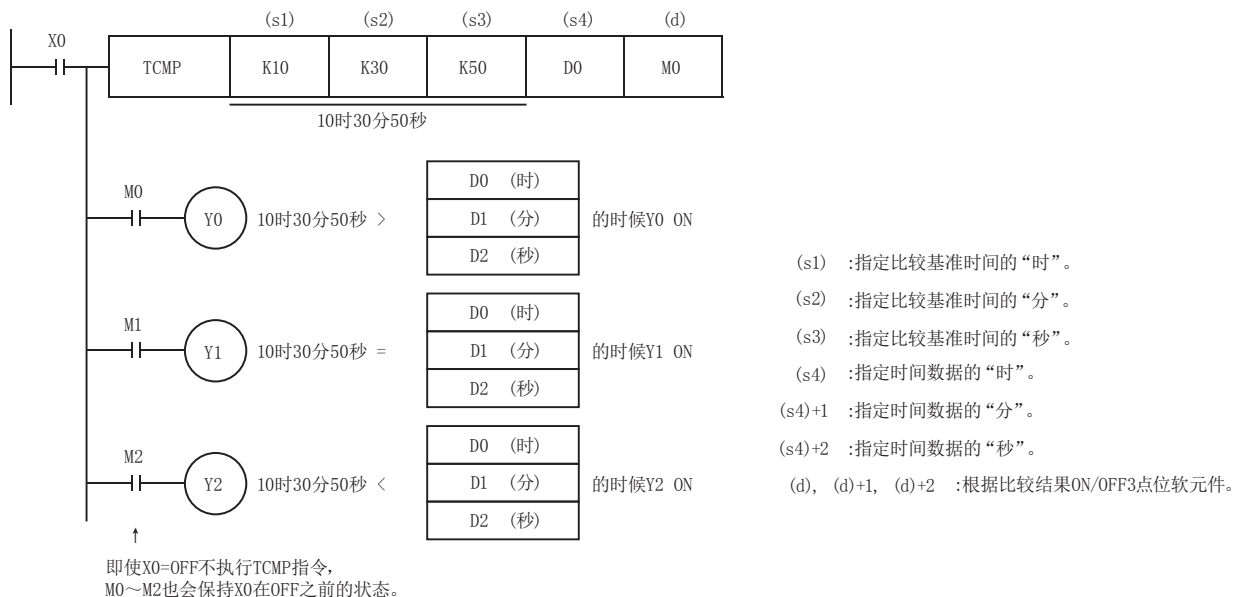 (s1) (s2) (s3) (s4) (d)
X0
TCMP K10 K30 K50 D0 M0
10时30分50秒
M0
Y0 10时30分50秒 >
D0 (时)
D1 (分)
D2 (秒)
的时候Y0 ON
M1
Y1 10时30分50秒 =
D0 (时)
D1 (分)
D2 (秒)
的时候Y1 ON
M2
Y2 10时30分50秒 <
D0 (时)
D1 (分)
D2 (秒)
的时候Y2 ON
↑
即使X0=OFF不执行TCMP指令，
M0～M2也会保持X0在OFF之前的状态。
(s1) :指定比较基准时间的“时”。
(s2) :指定比较基准时间的“分”。
(s3) :指定比较基准时间的“秒”。
(s4) :指定时间数据的“时”。
(s4)+1 :指定时间数据的“分”。
(s4)+2 :指定时间数据的“秒”。
(d), (d)+1, (d)+2 :根据比较结果ON/OFF3点位软元件。